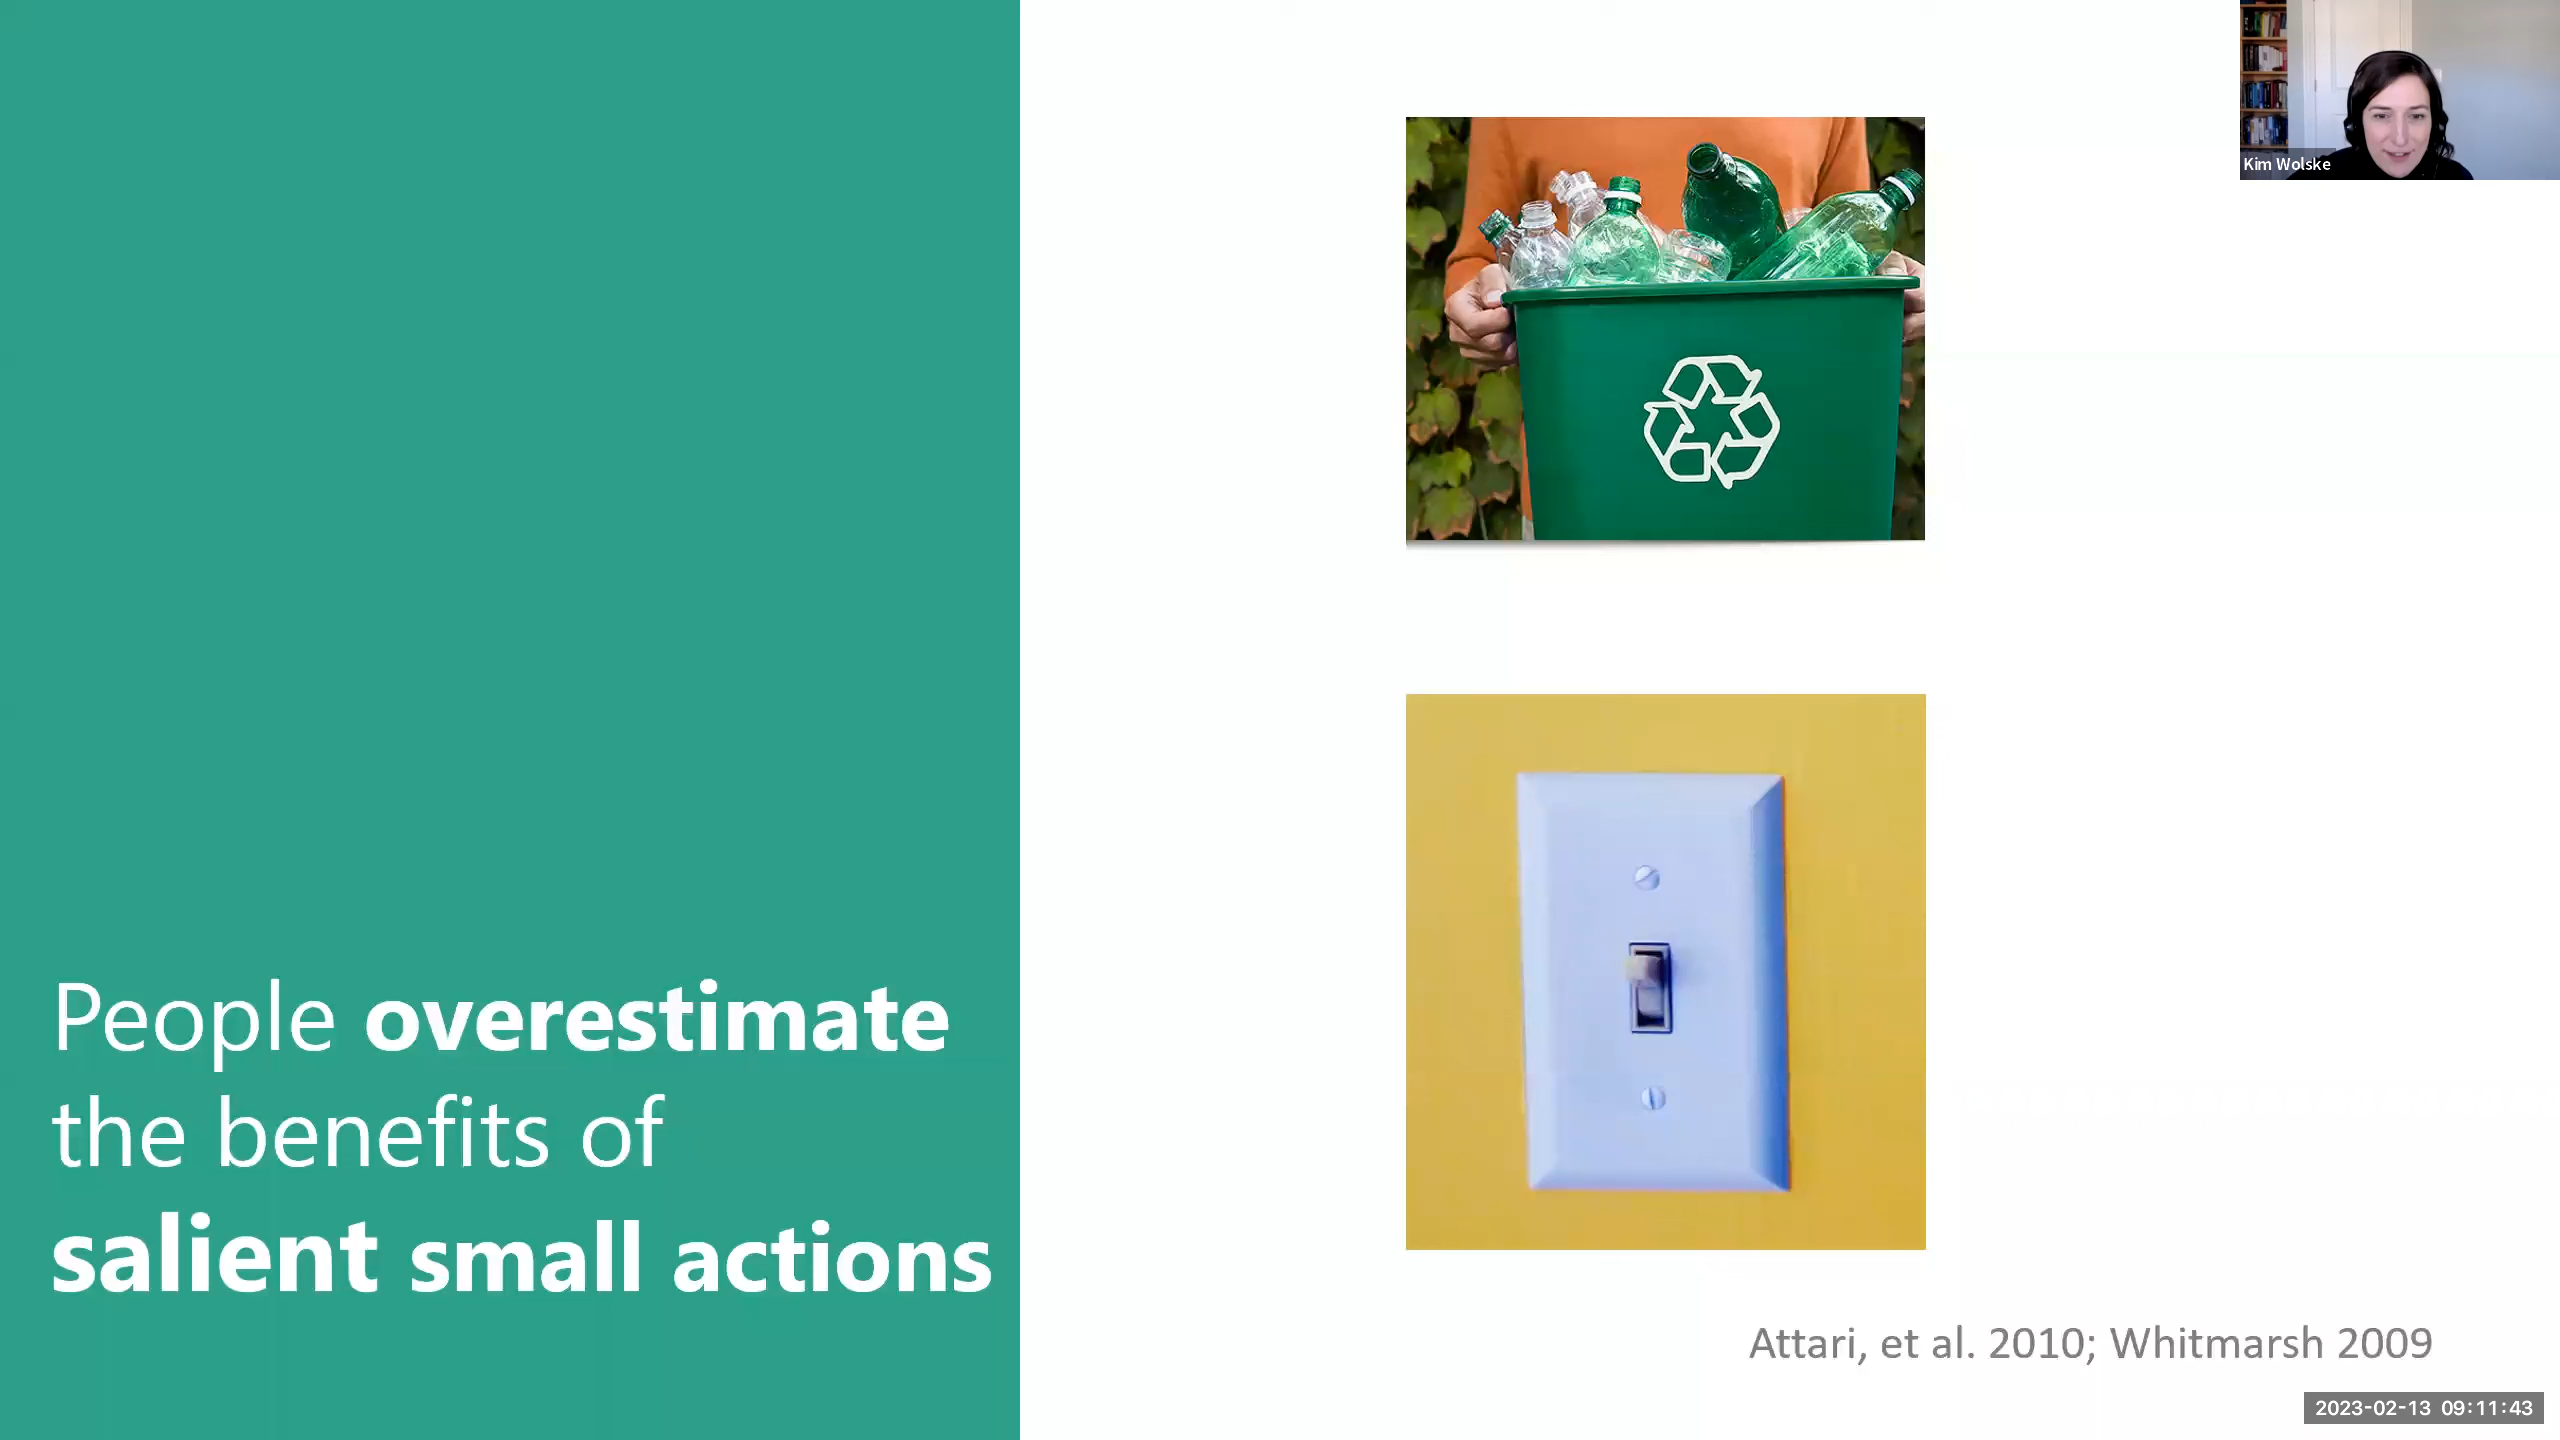 Kim Wolske
People overestimate
the benefits of
salient small actions
Attari, et al. 2010; Whitmarsh 2009
2023-02-13 09:11:43